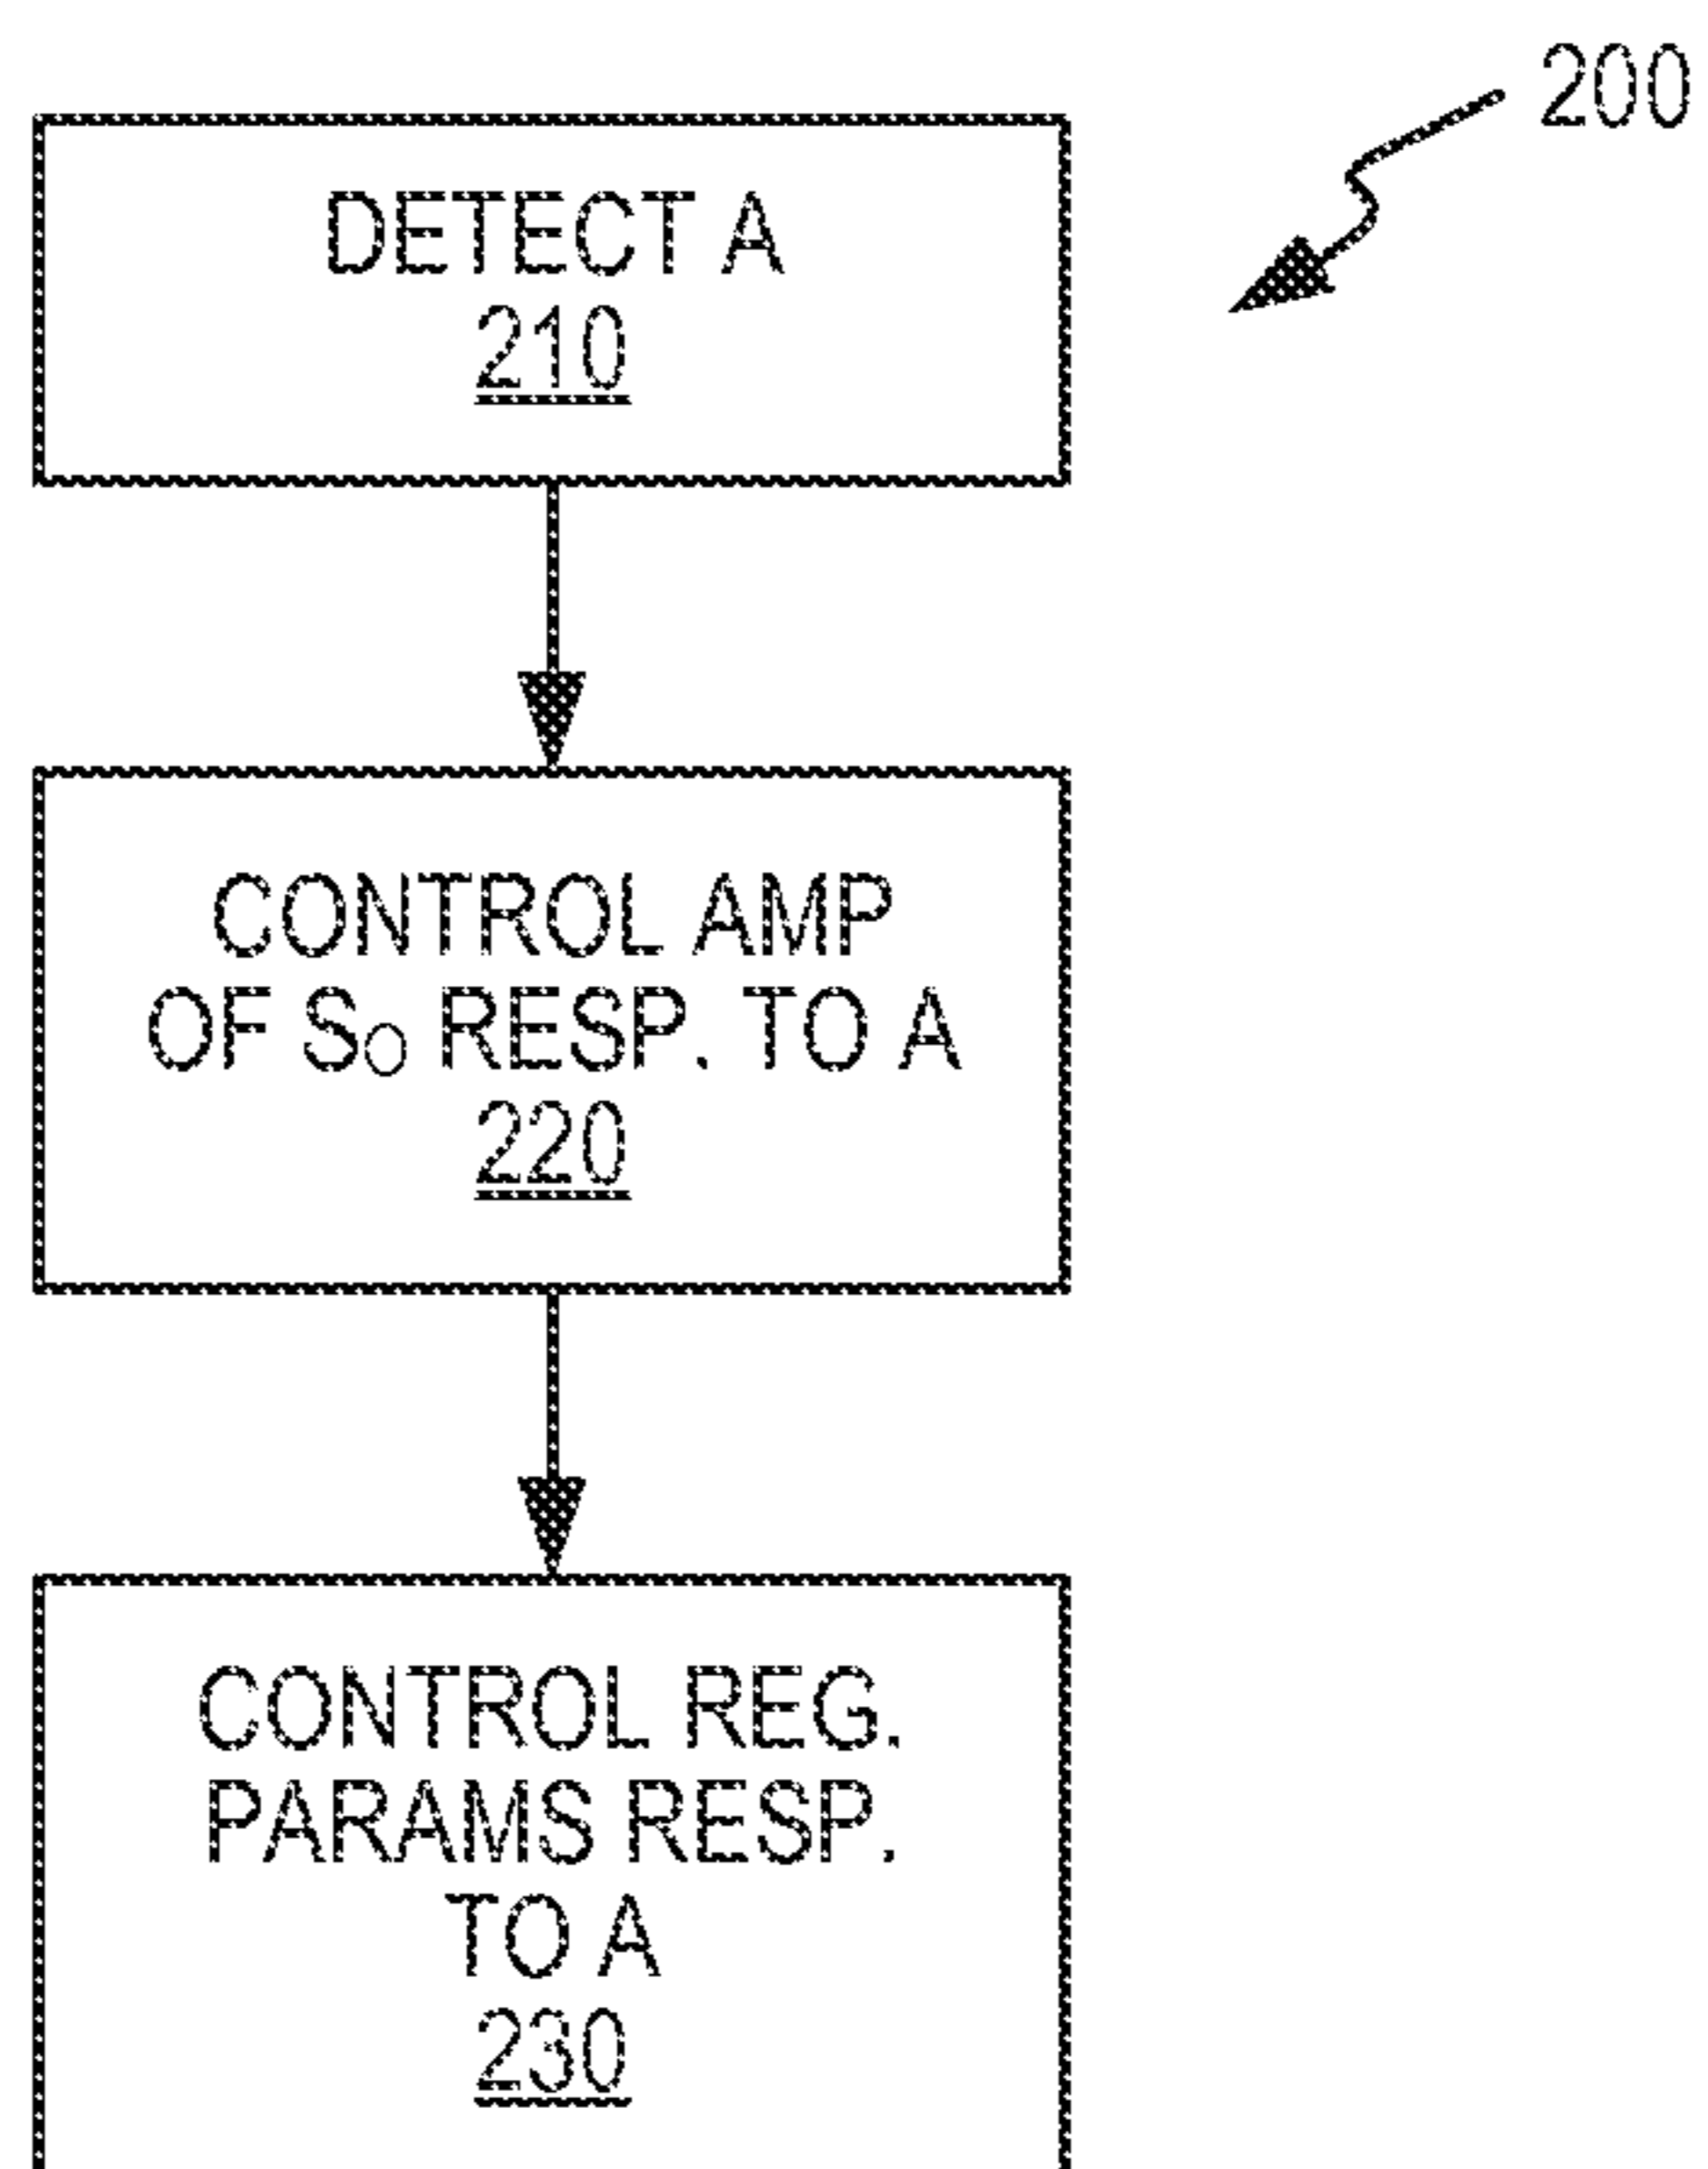 200
DETECT A
210
CONTROL AMP
OF SO RESP. TO A
220
CONTROL REG.
PARAMS RESP.
TO A
230